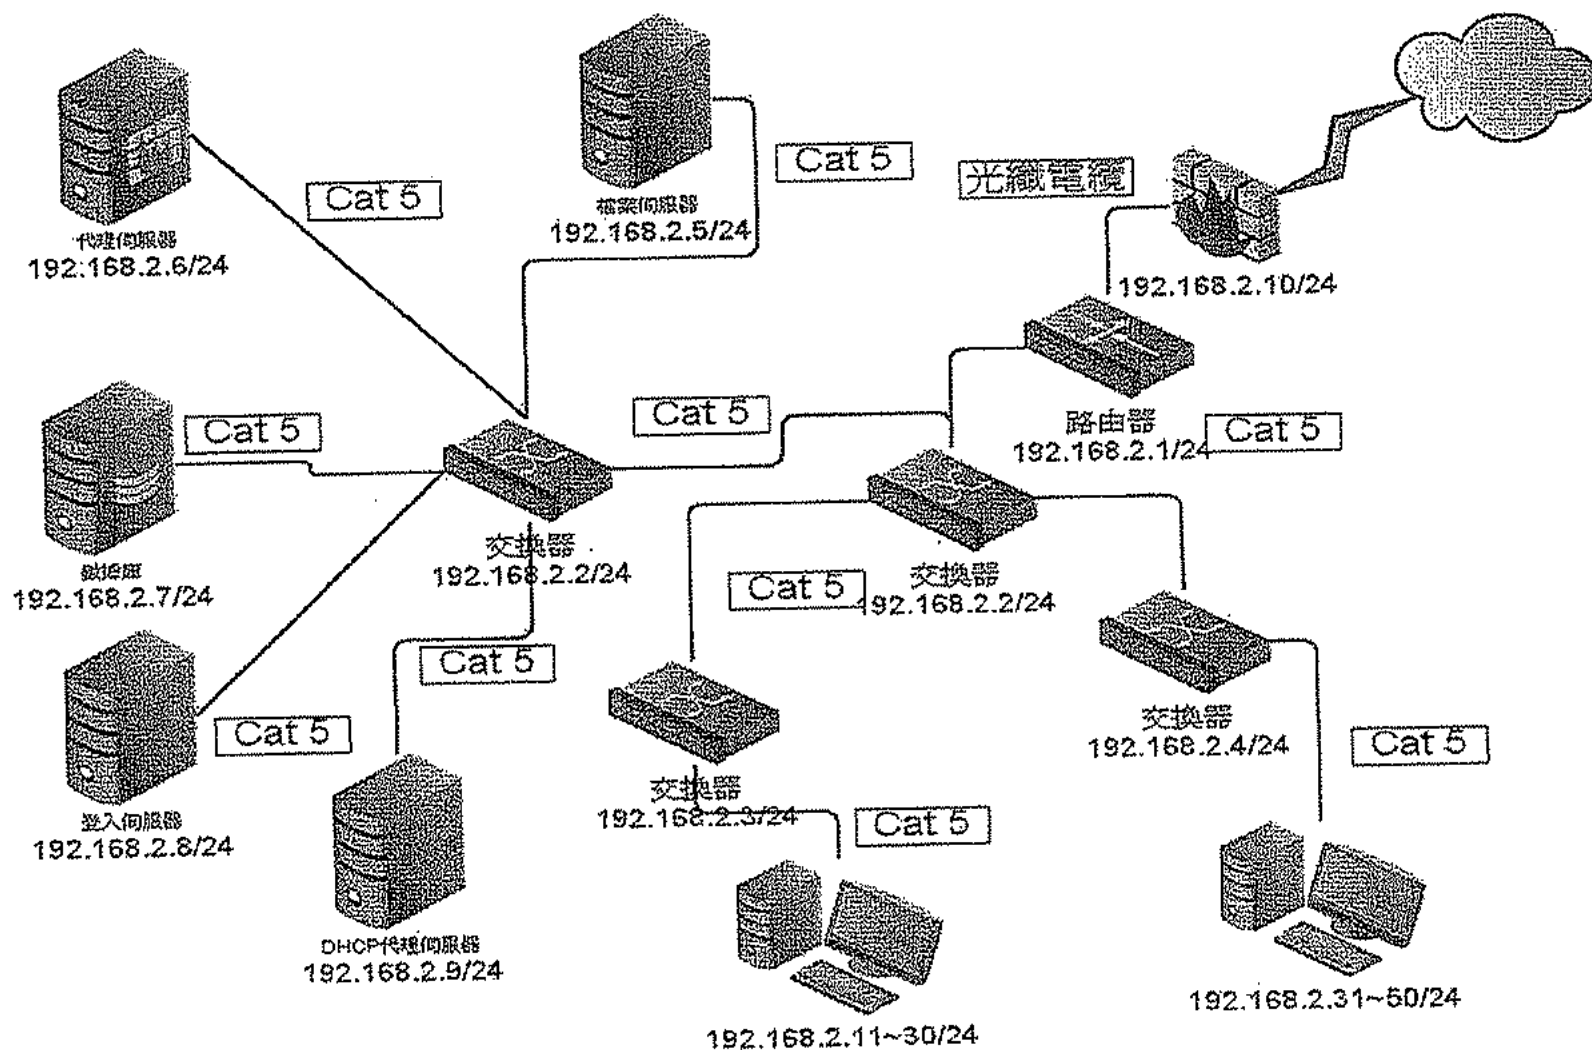 Cat 5
代理伺服器
192.168.2.6/24
檔案伺服器
192.168.2.5/24
Cat 5
光纖電纜
192.168.2.10/24
Cat 5
數據庫
192.168.2.7/24
交換器
192.168.2.2/24
Cat 5
路由器
192.168.2.1/24
Cat 5
交換器
192.168.2.2/24
Cat 5
Cat 5
登入伺服器
192.168.2.8/24
Cat 5
DHCP代理伺服器
192.168.2.9/24
交換器
192.168.2.3/24
Cat 5
192.168.2.11~30/24
交換器
192.168.2.4/24
Cat 5
192.168.2.31~50/24